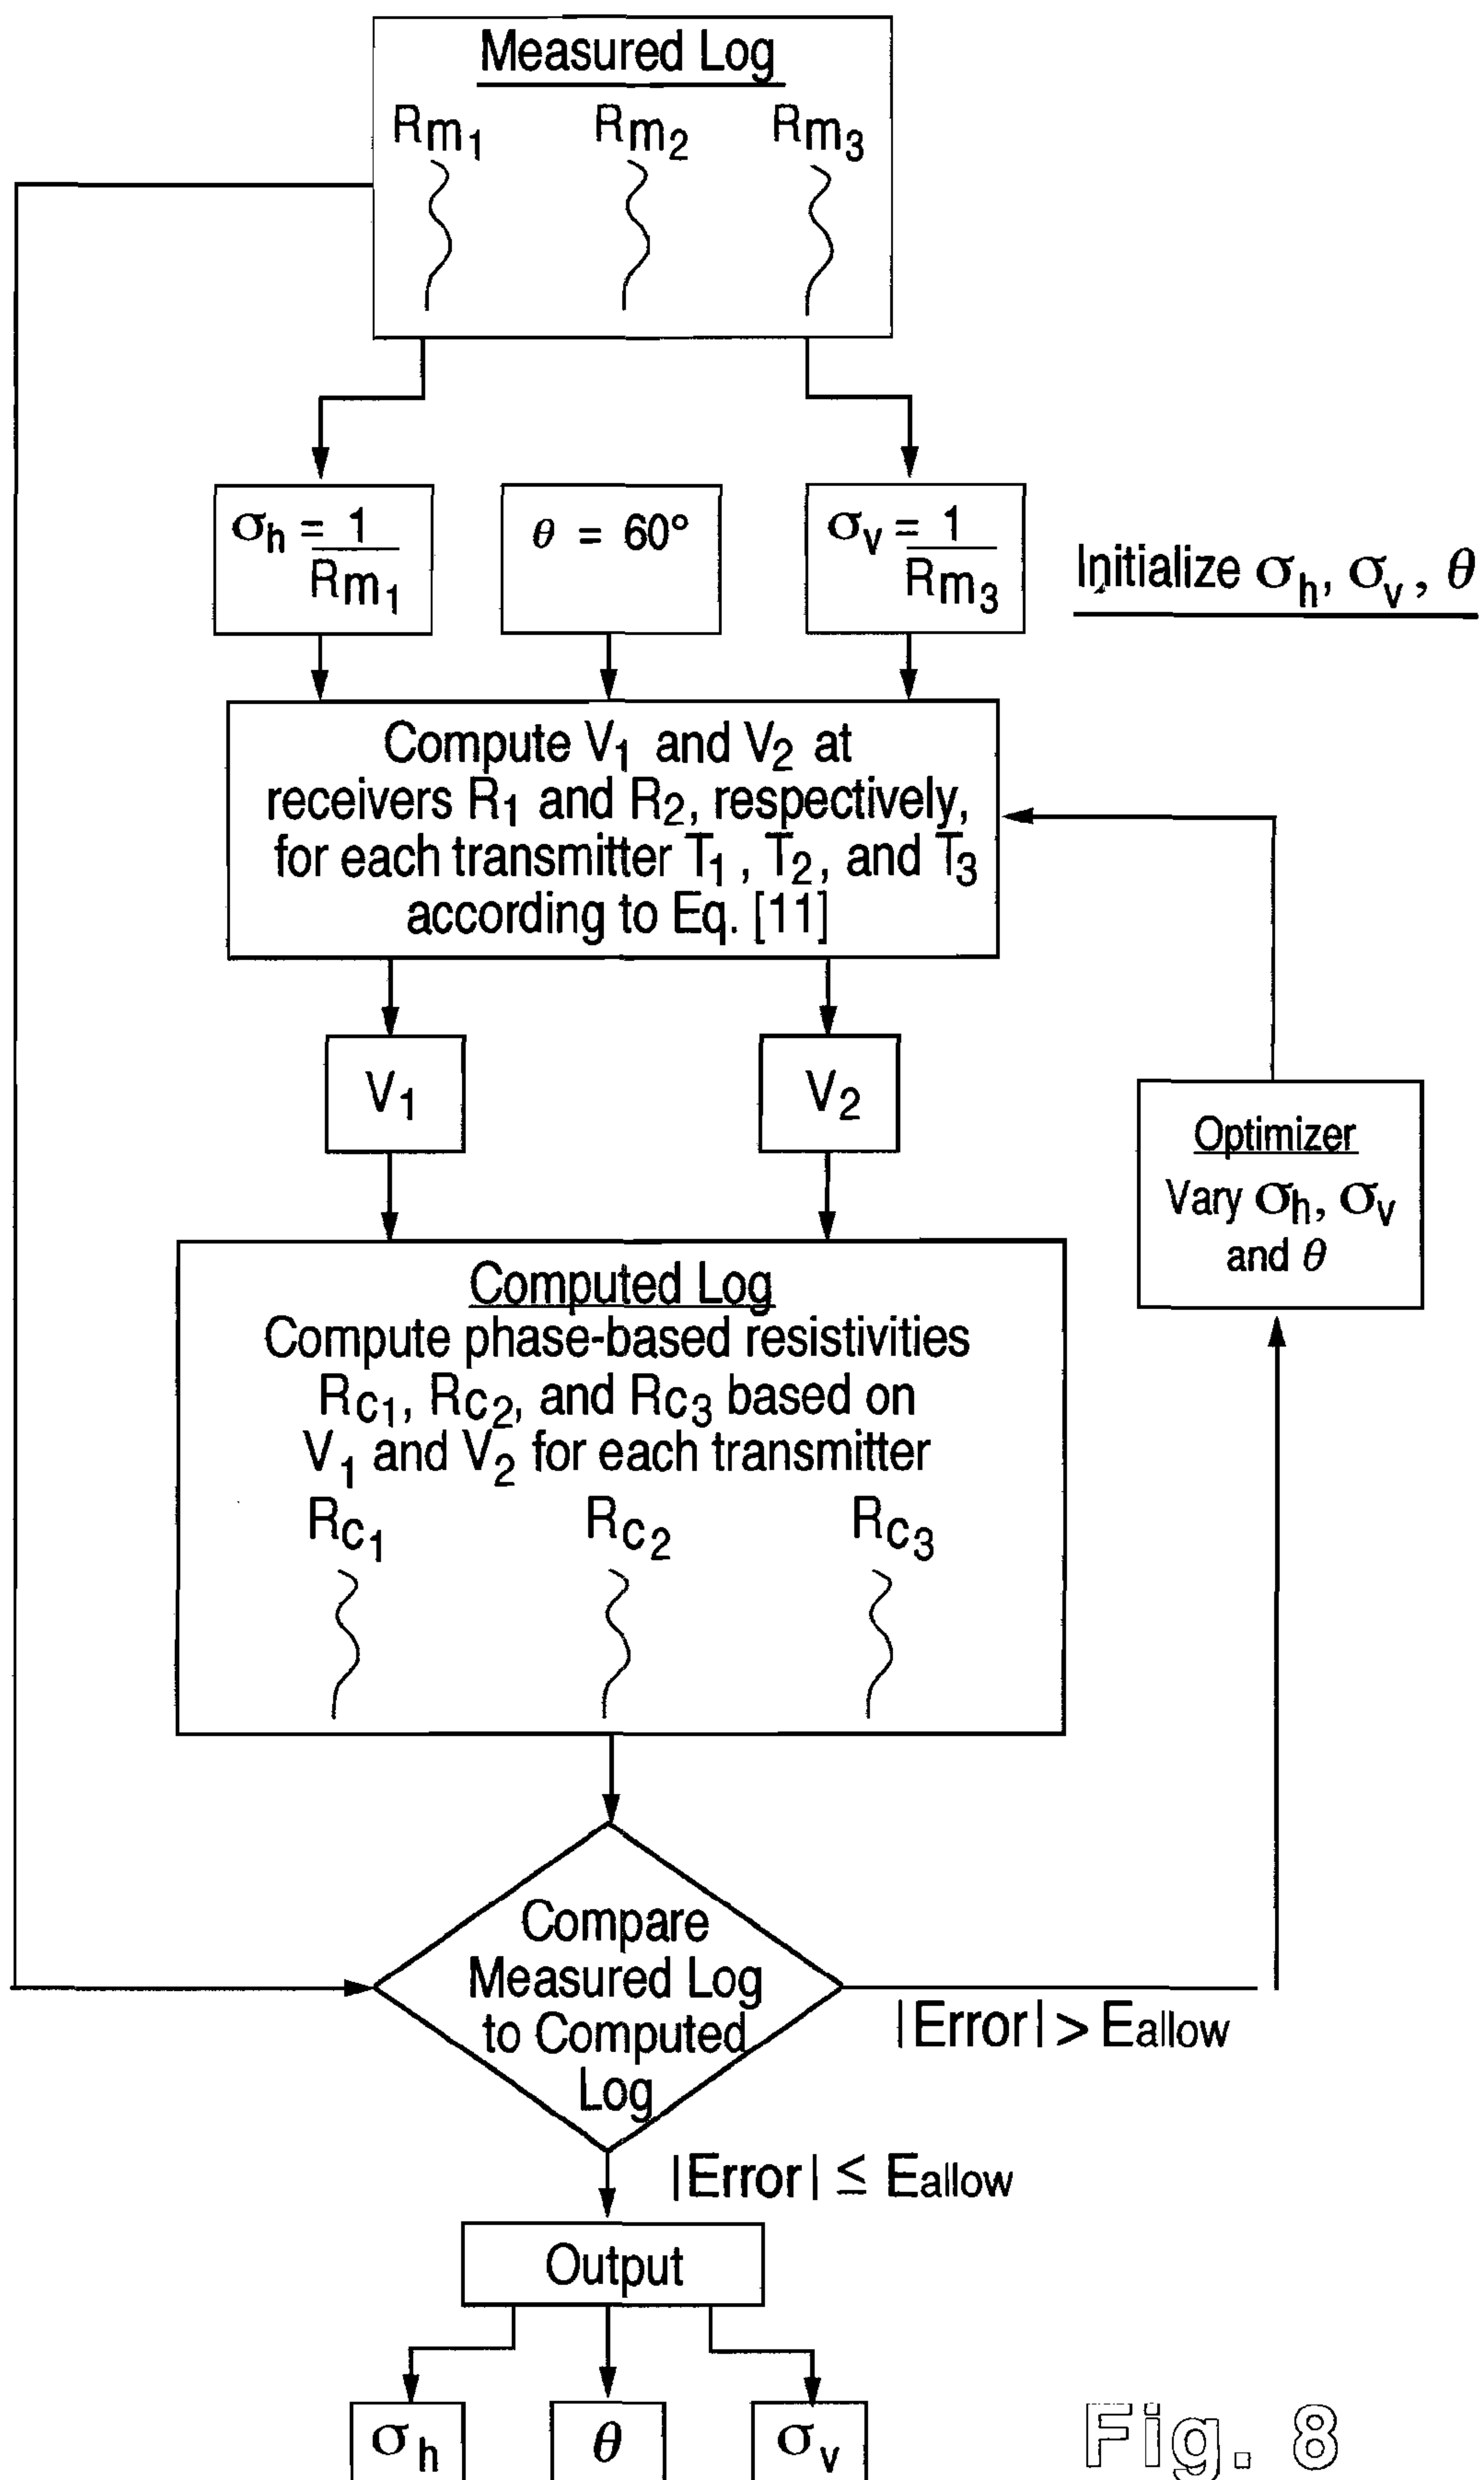 Measured Log
Rm₁ Rm₂ Rm₃
σh = 1/Rm₁
θ = 60°
σv = 1/Rm₃
Initialize σh, σv, θ
Compute V₁ and V₂ at
receivers R₁ and R₂, respectively,
for each transmitter T₁, T₂, and T₃
according to Eq. [11]
V₁
V₂
Optimizer
Vary σh, σv
and θ
Computed Log
Compute phase-based resistivities
RC₁, RC₂, and RC₃ based on
V₁ and V₂ for each transmitter
RC₁ RC₂ RC₃
Compare
Measured Log
to Computed
Log
|Error| > Eallow
|Error| ≤ Eallow
Output
σh
θ
σv
Fig. 8